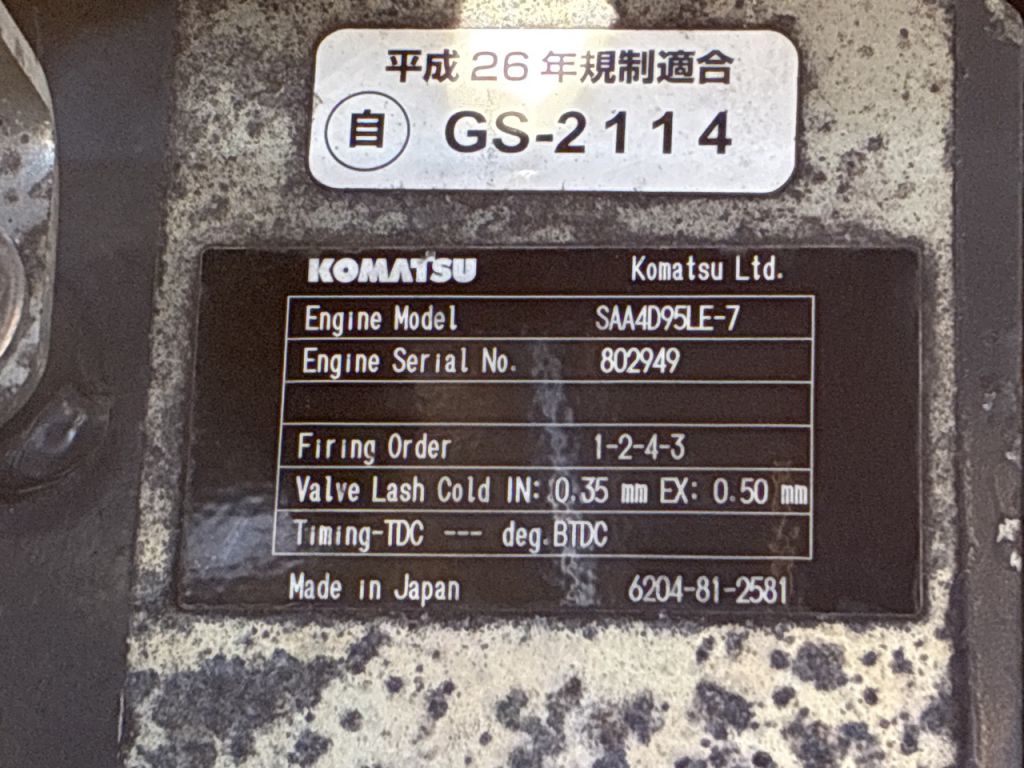 平成26年規制適合
自 GS-2114
KOMATSU Komatsu Ltd.
Engine Model SAA4D95LE-7
Engine Serial No. 802949
Firing Order 1-2-4-3
Valve Lash Cold IN: 0.35 mm EX: 0.50 mm
Timing-TDC --- deg.BTDC
Made in Japan 6204-81-2581